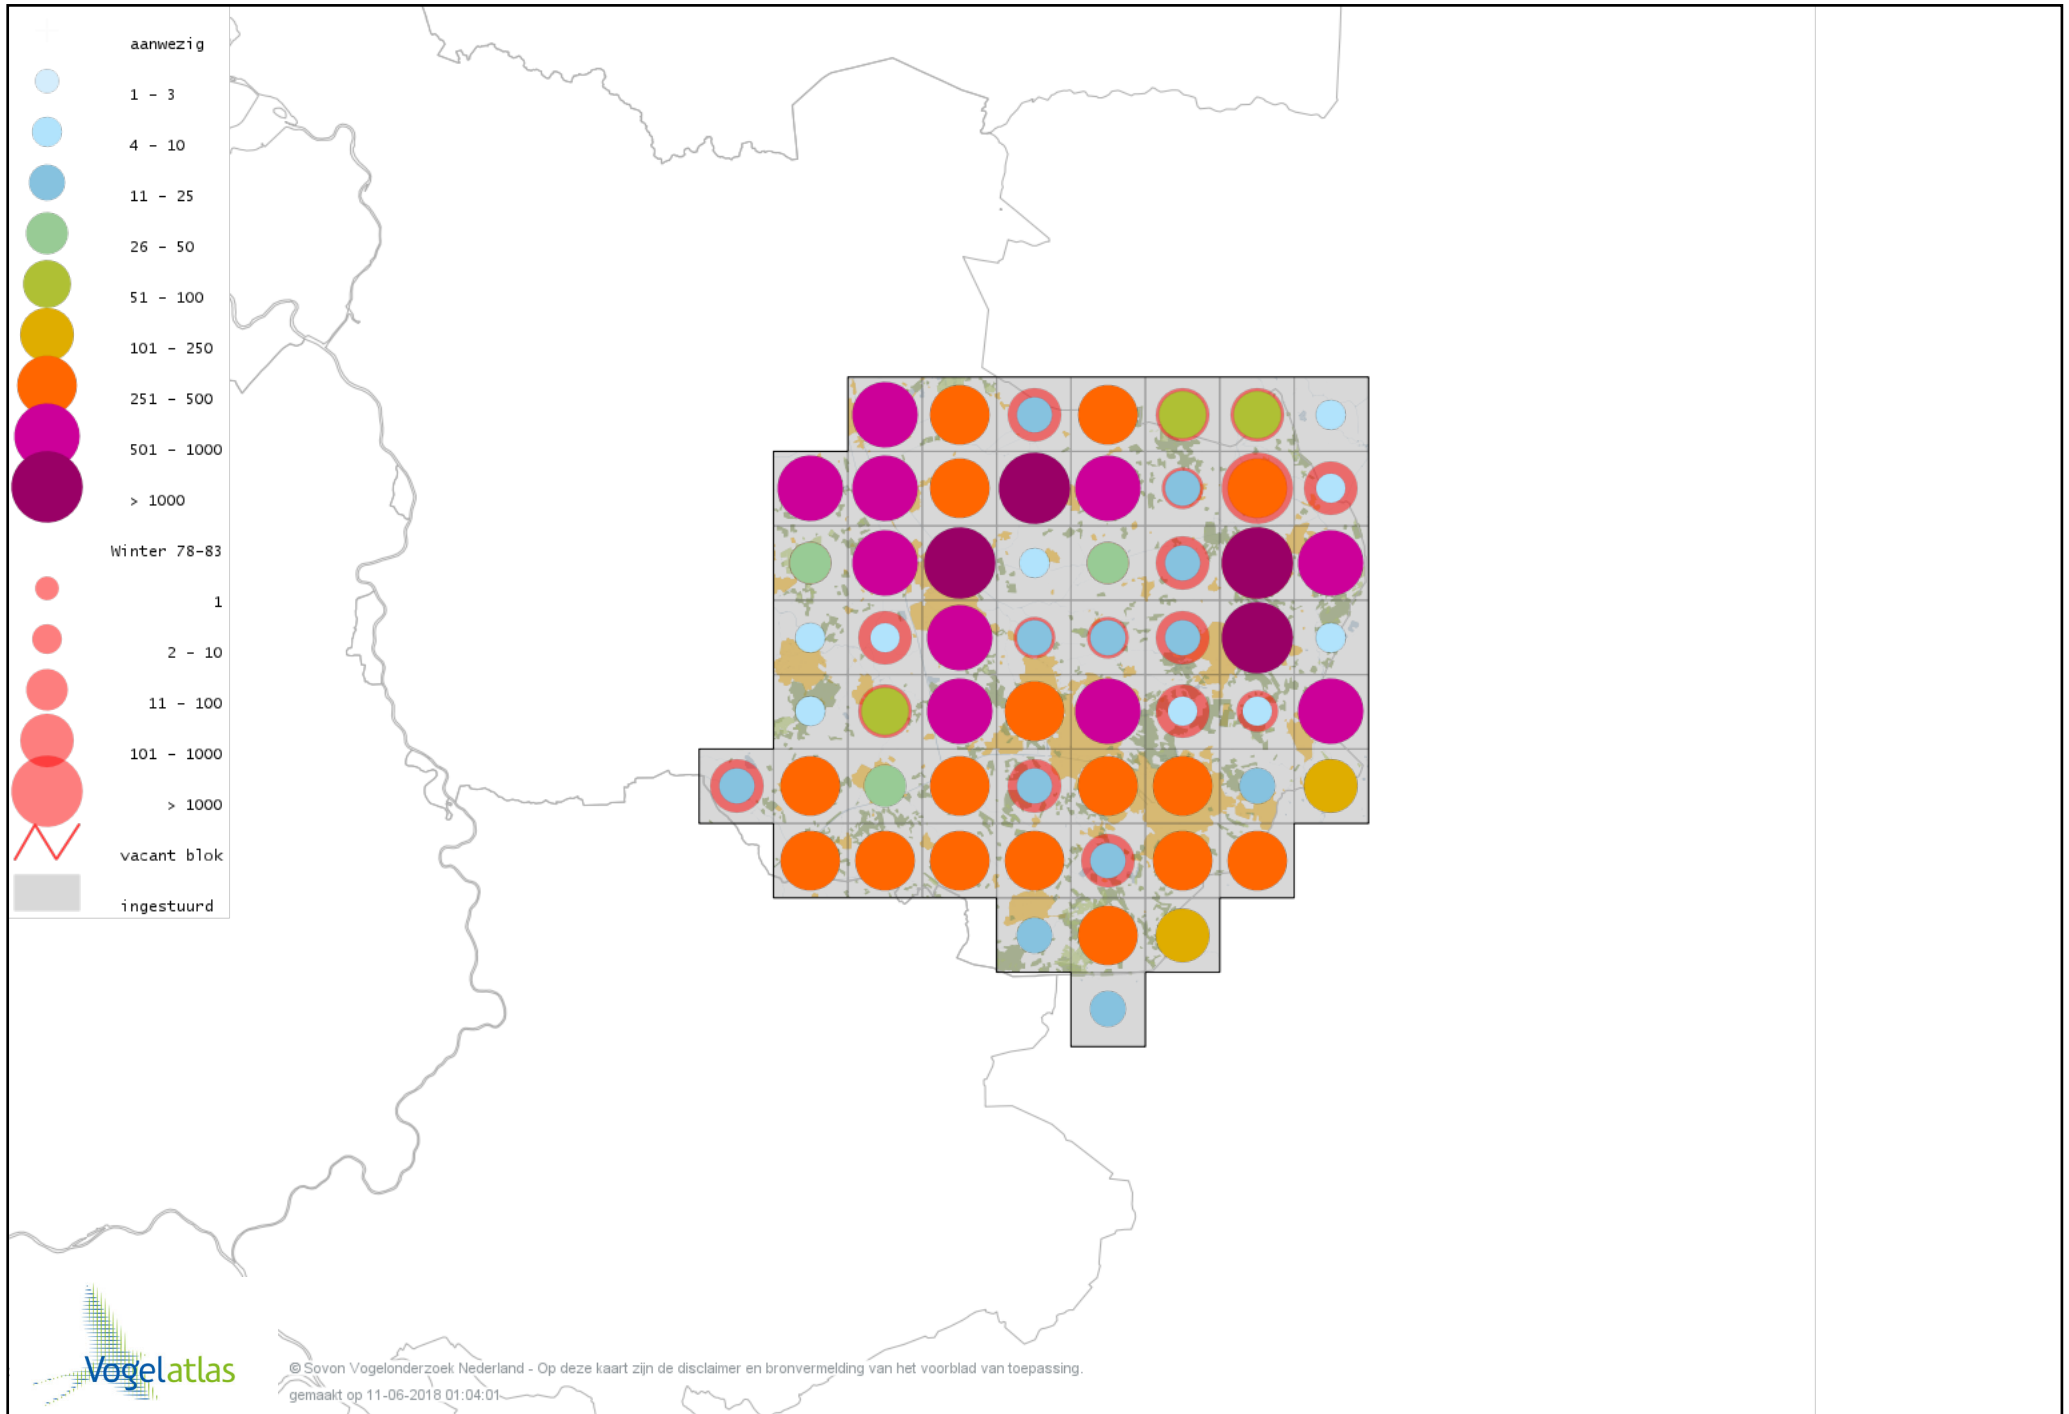 aanwezig
1 - 3
4 - 10
11 - 25
26 - 50
51 - 100
101 - 250
251 - 500
501 - 1000
> 1000
Winter 78-83
1
2 - 10
11 - 100
101 - 1000
> 1000
vacant blok
ingestuurd
Vogelatlas
© Sovon Vogelonderzoek Nederland - Op deze kaart zijn de disclaimer en bronvermelding van het voorblad van toepassing.
gemaakt op 11-06-2018 01:04:01